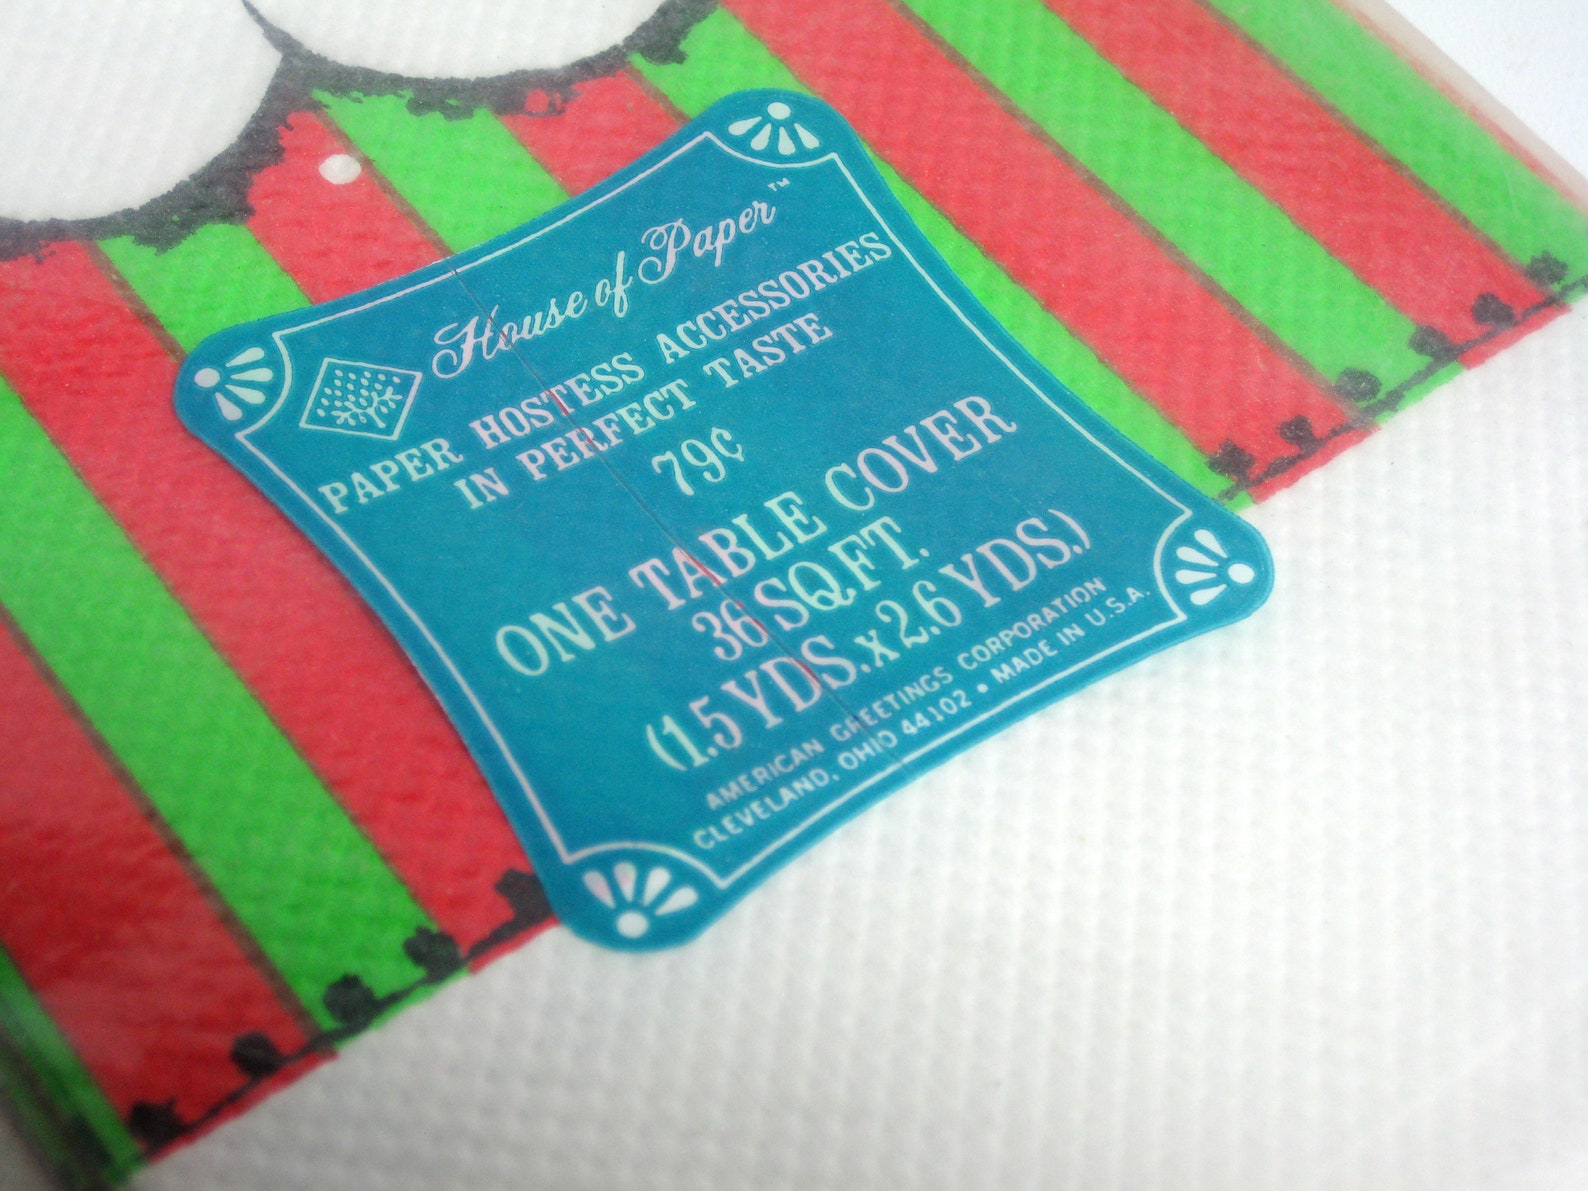 House of Paper™
PAPER HOSTESS ACCESSORIES
IN PERFECT TASTE
79¢
ONE TABLE COVER
36 SQ.FT.
(1.5 YDS. x 2.6 YDS.)
AMERICAN GREETINGS CORPORATION
CLEVELAND, OHIO 44102 • MADE IN U.S.A.